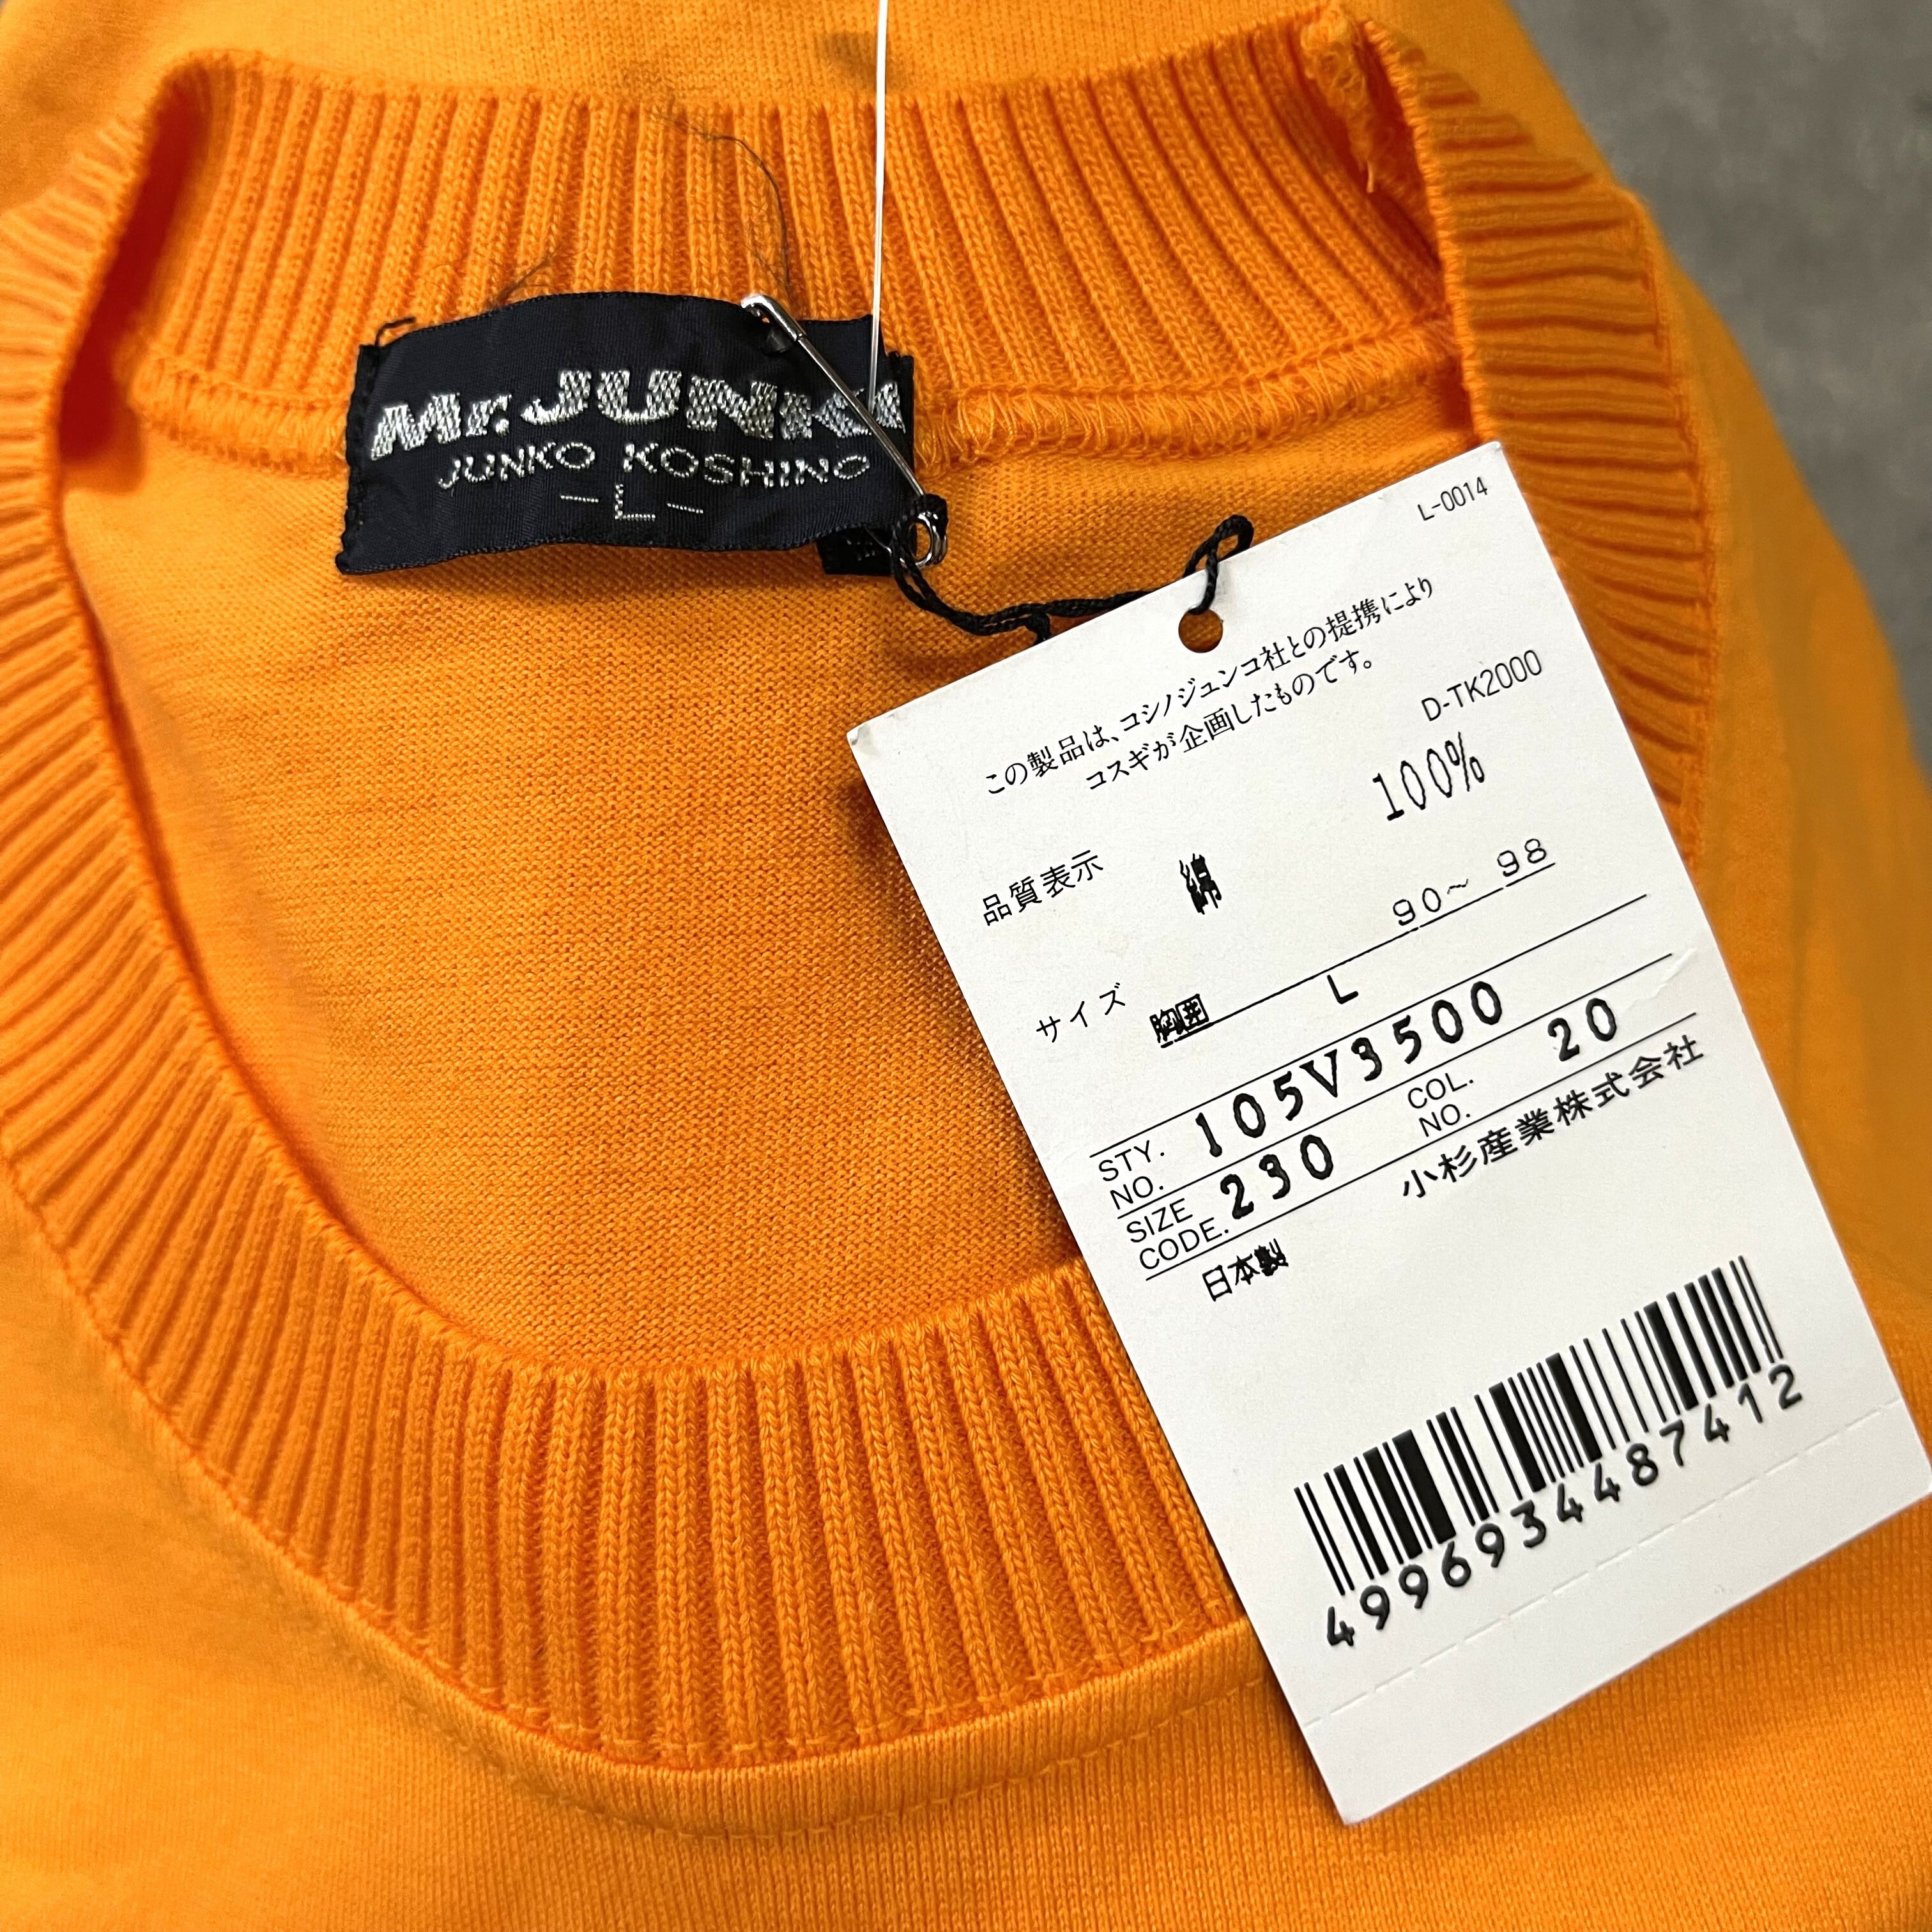 Mr.JUNKO
JUNKO KOSHINO
-L-
L-0014
この製品は、コシノジュンコ社との提携により
コスギが企画したものです。
D-TK2000
品質表示 綿 100%
サイズ 胸囲 90~ 98
L
STY. NO. 105V3500
SIZE CODE. 230 COL. NO. 20
日本製 小杉産業株式会社
4996934487412